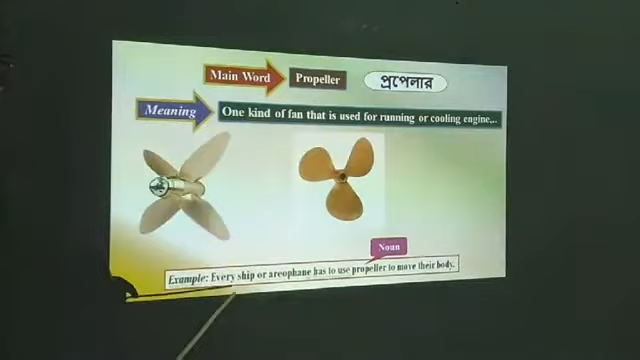 Main Word Propeller প্রপেলার
Meaning One kind of fan that is used for running or cooling engine,..
Noun
Example: Every ship or areophane has to use propeller to move their body.